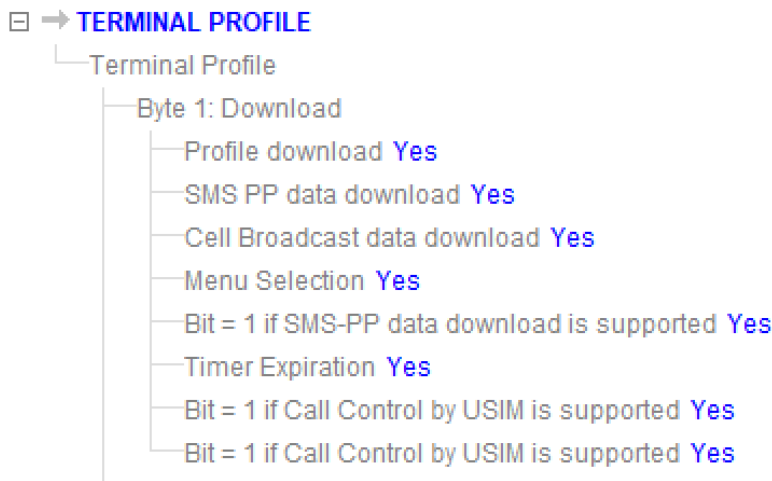 TERMINAL PROFILE
Terminal Profile
Byte 1: Download
Profile download Yes
SMS PP data download Yes
Cell Broadcast data download Yes
Menu Selection Yes
Bit = 1 if SMS-PP data download is supported Yes
Timer Expiration Yes
Bit = 1 if Call Control by USIM is supported Yes
Bit = 1 if Call Control by USIM is supported Yes